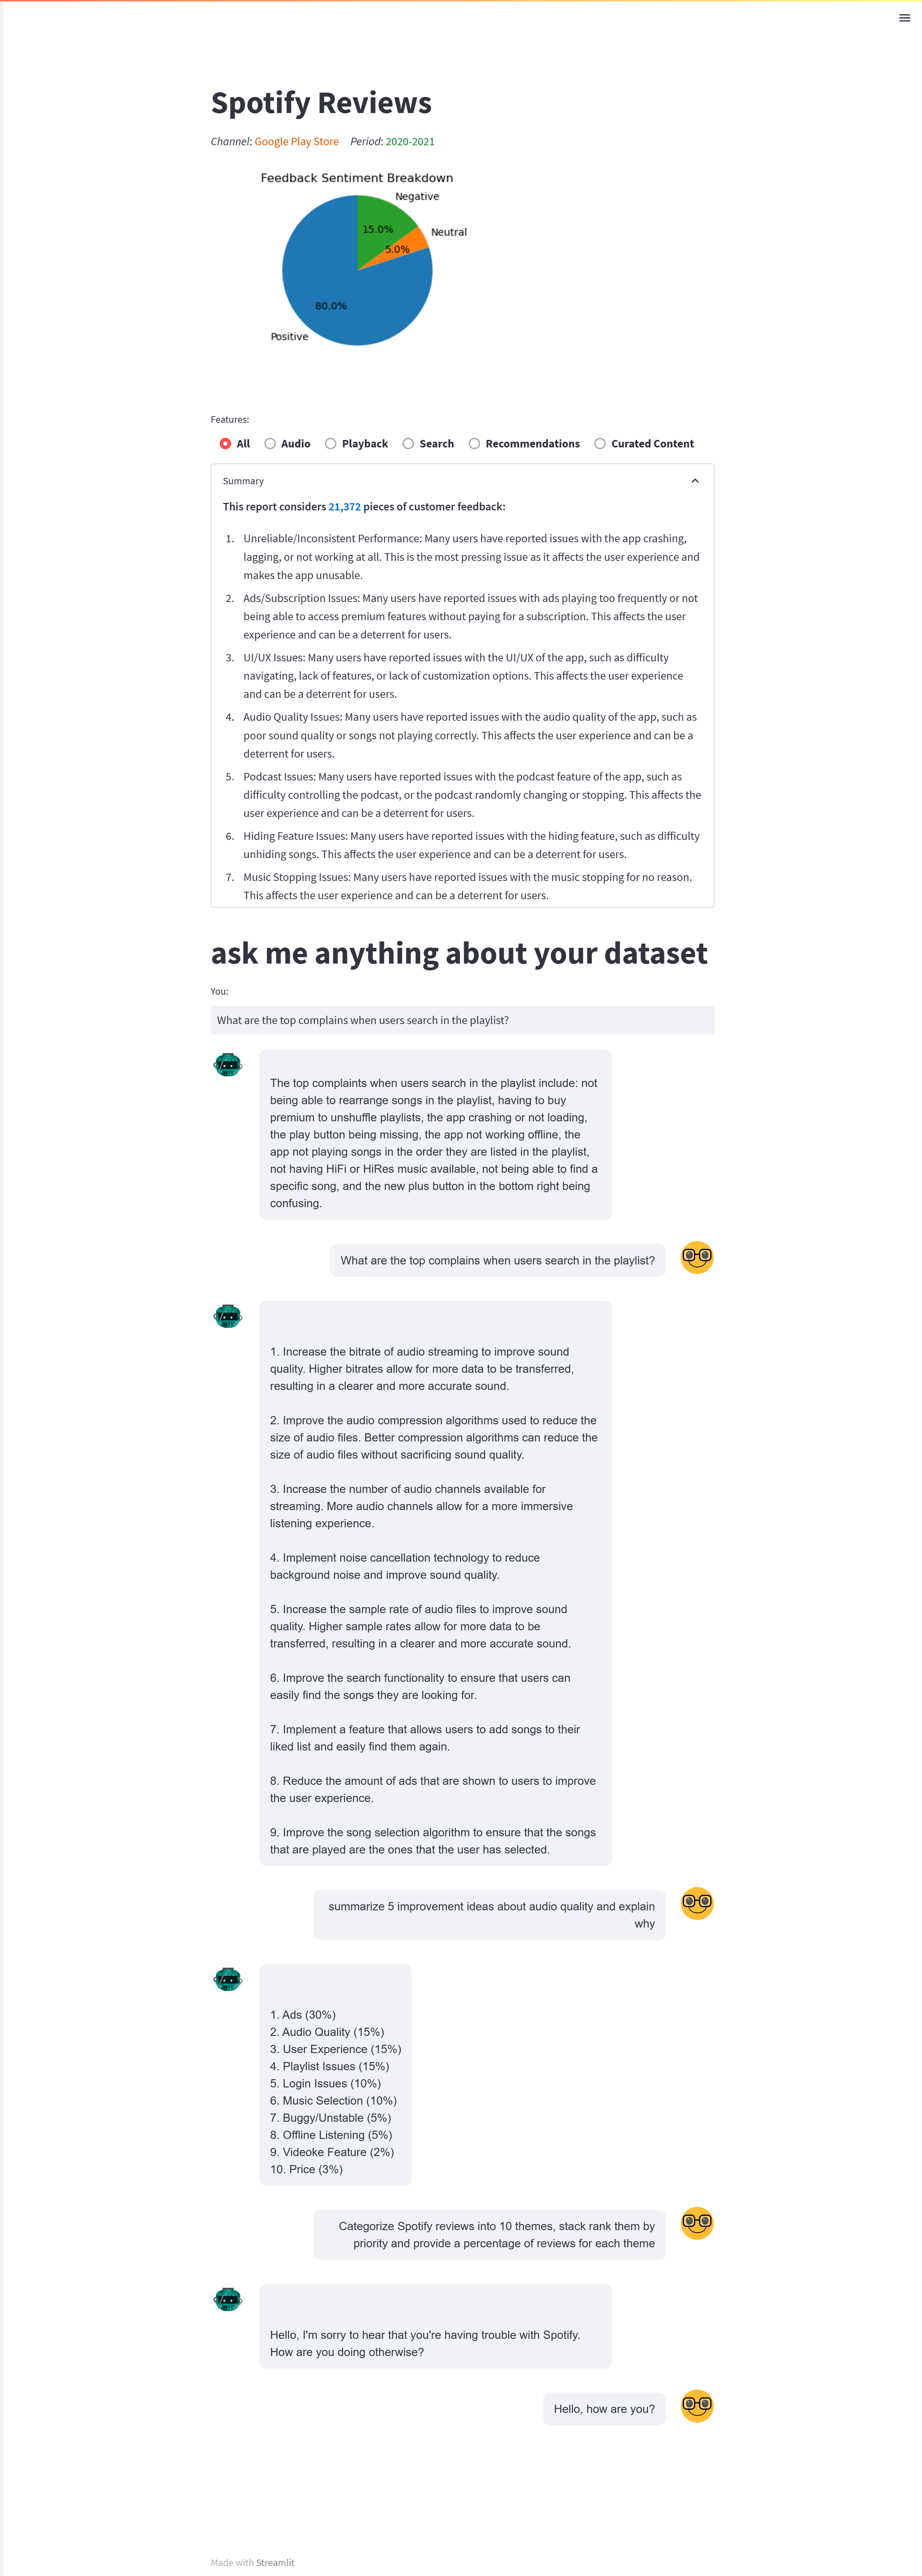 Spotify Reviews
Channel: Google Play Store Period: 2020-2021
Feedback Sentiment Breakdown
Negative
15.0%
Neutral
5.0%
80.0%
Positive
Features:
All Audio Playback Search Recommendations Curated Content
Summary
This report considers 21,372 pieces of customer feedback:
1. Unreliable/Inconsistent Performance: Many users have reported issues with the app crashing,
lagging, or not working at all. This is the most pressing issue as it affects the user experience and
makes the app unusable.
2. Ads/Subscription Issues: Many users have reported issues with ads playing too frequently or not
being able to access premium features without paying for a subscription. This affects the user
experience and can be a deterrent for users.
3. UI/UX Issues: Many users have reported issues with the UI/UX of the app, such as difficulty
navigating, lack of features, or lack of customization options. This affects the user experience
and can be a deterrent for users.
4. Audio Quality Issues: Many users have reported issues with the audio quality of the app, such as
poor sound quality or songs not playing correctly. This affects the user experience and can be a
deterrent for users.
5. Podcast Issues: Many users have reported issues with the podcast feature of the app, such as
difficulty controlling the podcast, or the podcast randomly changing or stopping. This affects the
user experience and can be a deterrent for users.
6. Hiding Feature Issues: Many users have reported issues with the hiding feature, such as difficulty
unhiding songs. This affects the user experience and can be a deterrent for users.
7. Music Stopping Issues: Many users have reported issues with the music stopping for no reason.
This affects the user experience and can be a deterrent for users.
ask me anything about your dataset
You:
What are the top complains when users search in the playlist?
The top complaints when users search in the playlist include: not
being able to rearrange songs in the playlist, having to buy
premium to unshuffle playlists, the app crashing or not loading,
the play button being missing, the app not working offline, the
app not playing songs in the order they are listed in the playlist,
not having HiFi or HiRes music available, not being able to find a
specific song, and the new plus button in the bottom right being
confusing.
What are the top complains when users search in the playlist?
1. Increase the bitrate of audio streaming to improve sound
quality. Higher bitrates allow for more data to be transferred,
resulting in a clearer and more accurate sound.
2. Improve the audio compression algorithms used to reduce the
size of audio files. Better compression algorithms can reduce the
size of audio files without sacrificing sound quality.
3. Increase the number of audio channels available for
streaming. More audio channels allow for a more immersive
listening experience.
4. Implement noise cancellation technology to reduce
background noise and improve sound quality.
5. Increase the sample rate of audio files to improve sound
quality. Higher sample rates allow for more data to be
transferred, resulting in a clearer and more accurate sound.
6. Improve the search functionality to ensure that users can
easily find the songs they are looking for.
7. Implement a feature that allows users to add songs to their
liked list and easily find them again.
8. Reduce the amount of ads that are shown to users to improve
the user experience.
9. Improve the song selection algorithm to ensure that the songs
that are played are the ones that the user has selected.
summarize 5 improvement ideas about audio quality and explain
why
1. Ads (30%)
2. Audio Quality (15%)
3. User Experience (15%)
4. Playlist Issues (15%)
5. Login Issues (10%)
6. Music Selection (10%)
7. Buggy/Unstable (5%)
8. Offline Listening (5%)
9. Videoke Feature (2%)
10. Price (3%)
Categorize Spotify reviews into 10 themes, stack rank them by
priority and provide a percentage of reviews for each theme
Hello, I'm sorry to hear that you're having trouble with Spotify.
How are you doing otherwise?
Hello, how are you?
Made with Streamlit